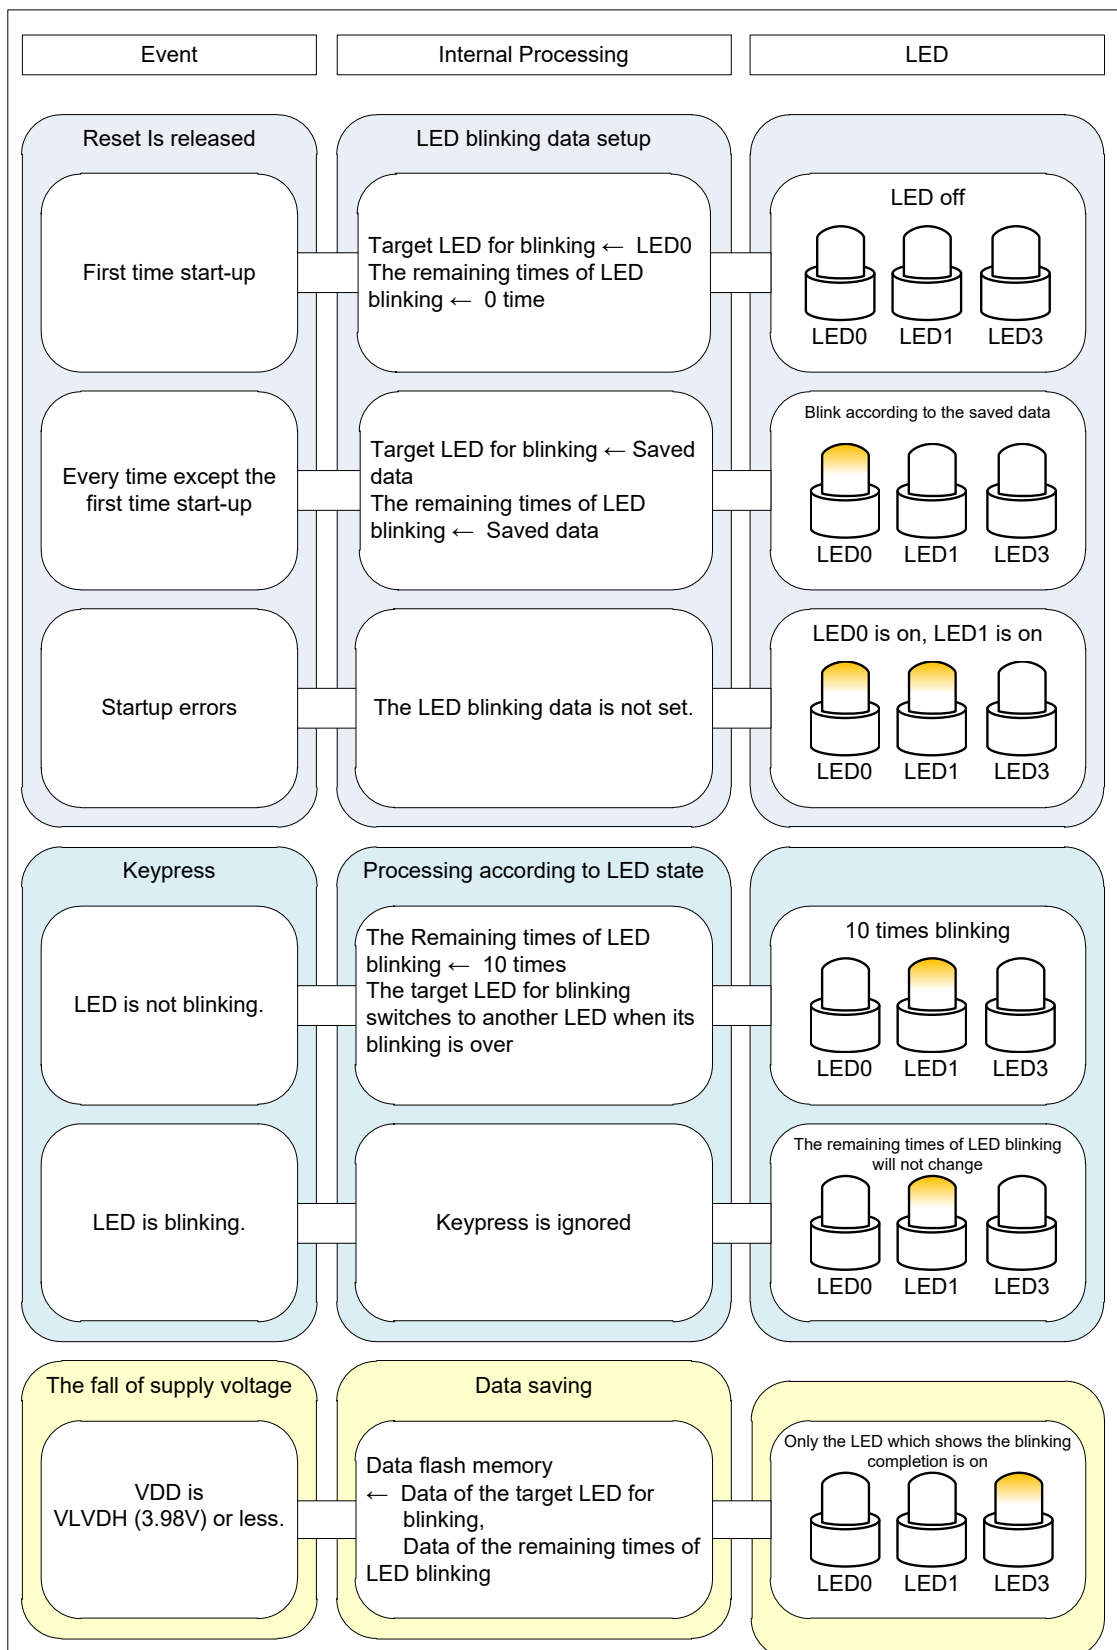 Event
Internal Processing
LED
Reset Is released
LED blinking data setup
First time start-up
Target LED for blinking ← LED0
The remaining times of LED
blinking ← 0 time
LED off
LED0 LED1 LED3
Every time except the
first time start-up
Target LED for blinking ← Saved
data
The remaining times of LED
blinking ← Saved data
Blink according to the saved data
LED0 LED1 LED3
Startup errors
The LED blinking data is not set.
LED0 is on, LED1 is on
LED0 LED1 LED3
Keypress
Processing according to LED state
LED is not blinking.
The Remaining times of LED
blinking ← 10 times
The target LED for blinking
switches to another LED when its
blinking is over
10 times blinking
LED0 LED1 LED3
LED is blinking.
Keypress is ignored
The remaining times of LED blinking
will not change
LED0 LED1 LED3
The fall of supply voltage
Data saving
VDD is
VLVDH (3.98V) or less.
Data flash memory
← Data of the target LED for
blinking,
Data of the remaining times of
LED blinking
Only the LED which shows the blinking
completion is on
LED0 LED1 LED3